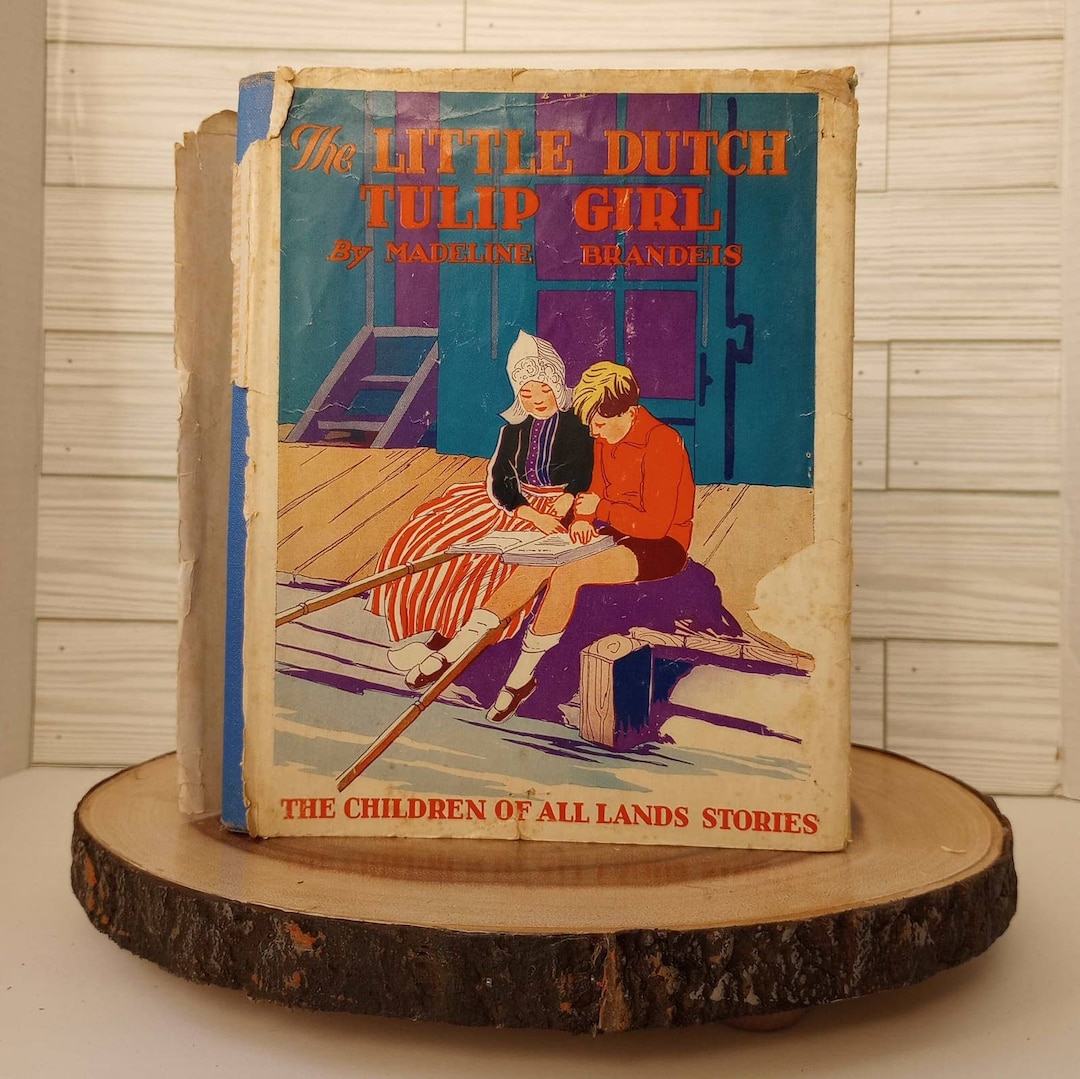 The LITTLE DUTCH
TULIP GIRL
By MADELINE BRANDEIS
THE CHILDREN OF ALL LANDS STORIES